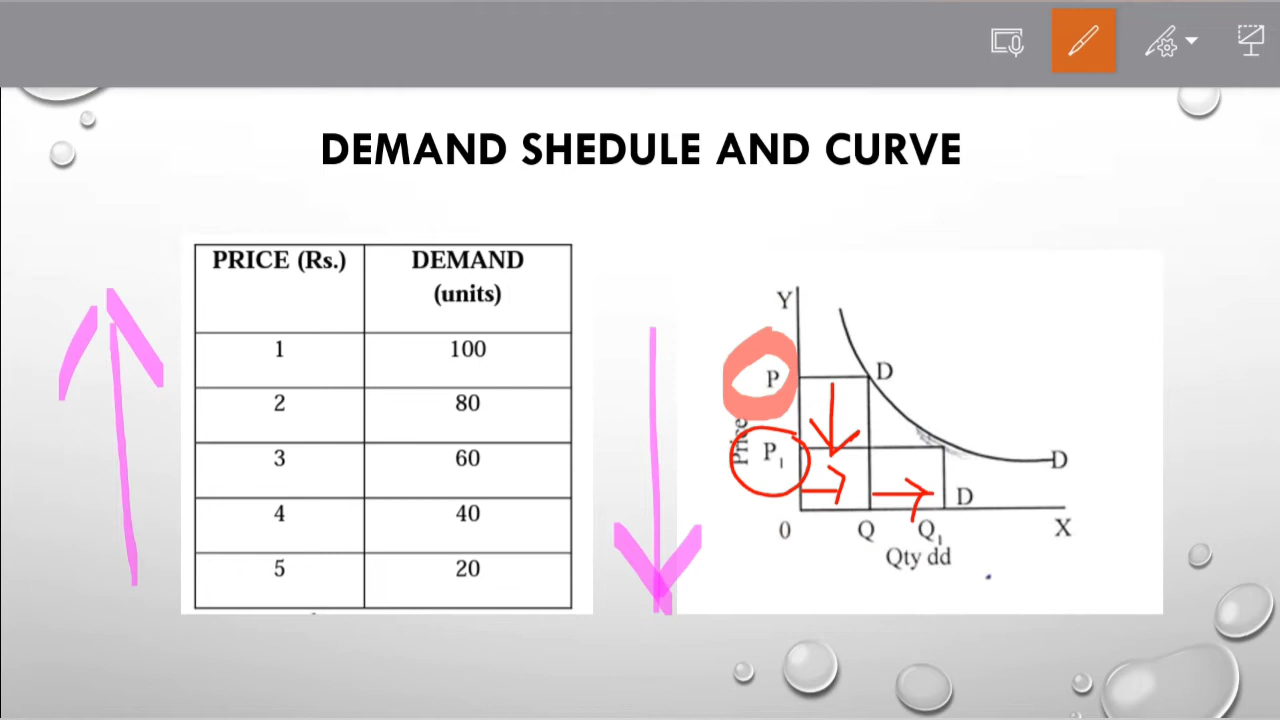 DEMAND SHEDULE AND CURVE
PRICE (Rs.) DEMAND (units)
1 100
2 80
3 60
4 40
5 20
Y
P D
Price
P₁
D
D
0 Q Q₁ X
Qty dd